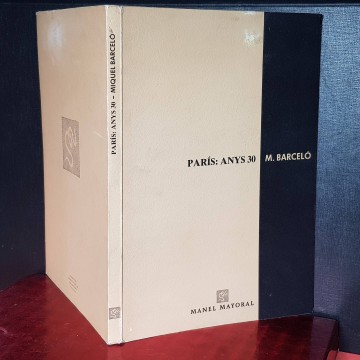 PARÍS: ANYS 30 – MIQUEL BARCELÓ
PARÍS: ANYS 30 M. BARCELÓ
MANEL MAYORAL